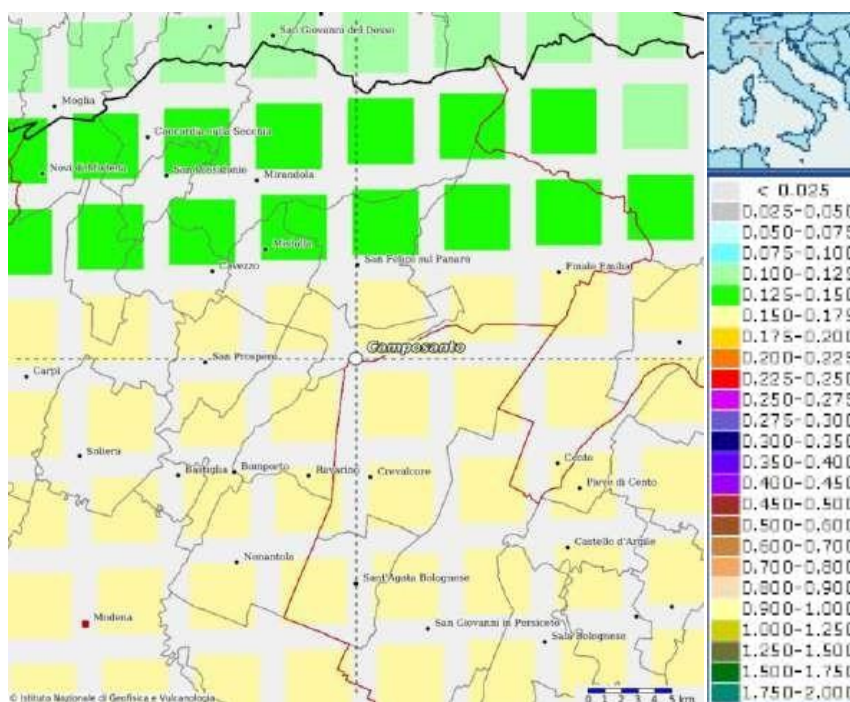 San Giovanni del Dosso
Moglia
Concordia sulla Secchia
Novi di Modena
San Possidonio
Mirandola
Medolla
Cavezzo
San Felice sul Panaro
Finale Emilia
Camposanto
San Prospero
Carpi
Soliera
Bastiglia
Bomporto
Ravarino
Crevalcore
Cento
Pieve di Cento
Nonantola
Castello d'Argile
Sant'Agata Bolognese
Modena
San Giovanni in Persiceto
Sala Bolognese
© Istituto Nazionale di Geofisica e Vulcanologia
0 1 2 3 4 5 km
< 0.025
0.025-0.050
0.050-0.075
0.075-0.100
0.100-0.125
0.125-0.150
0.150-0.175
0.175-0.200
0.200-0.225
0.225-0.250
0.250-0.275
0.275-0.300
0.300-0.350
0.350-0.400
0.400-0.450
0.450-0.500
0.500-0.600
0.600-0.700
0.700-0.800
0.800-0.900
0.900-1.000
1.000-1.250
1.250-1.500
1.500-1.750
1.750-2.000